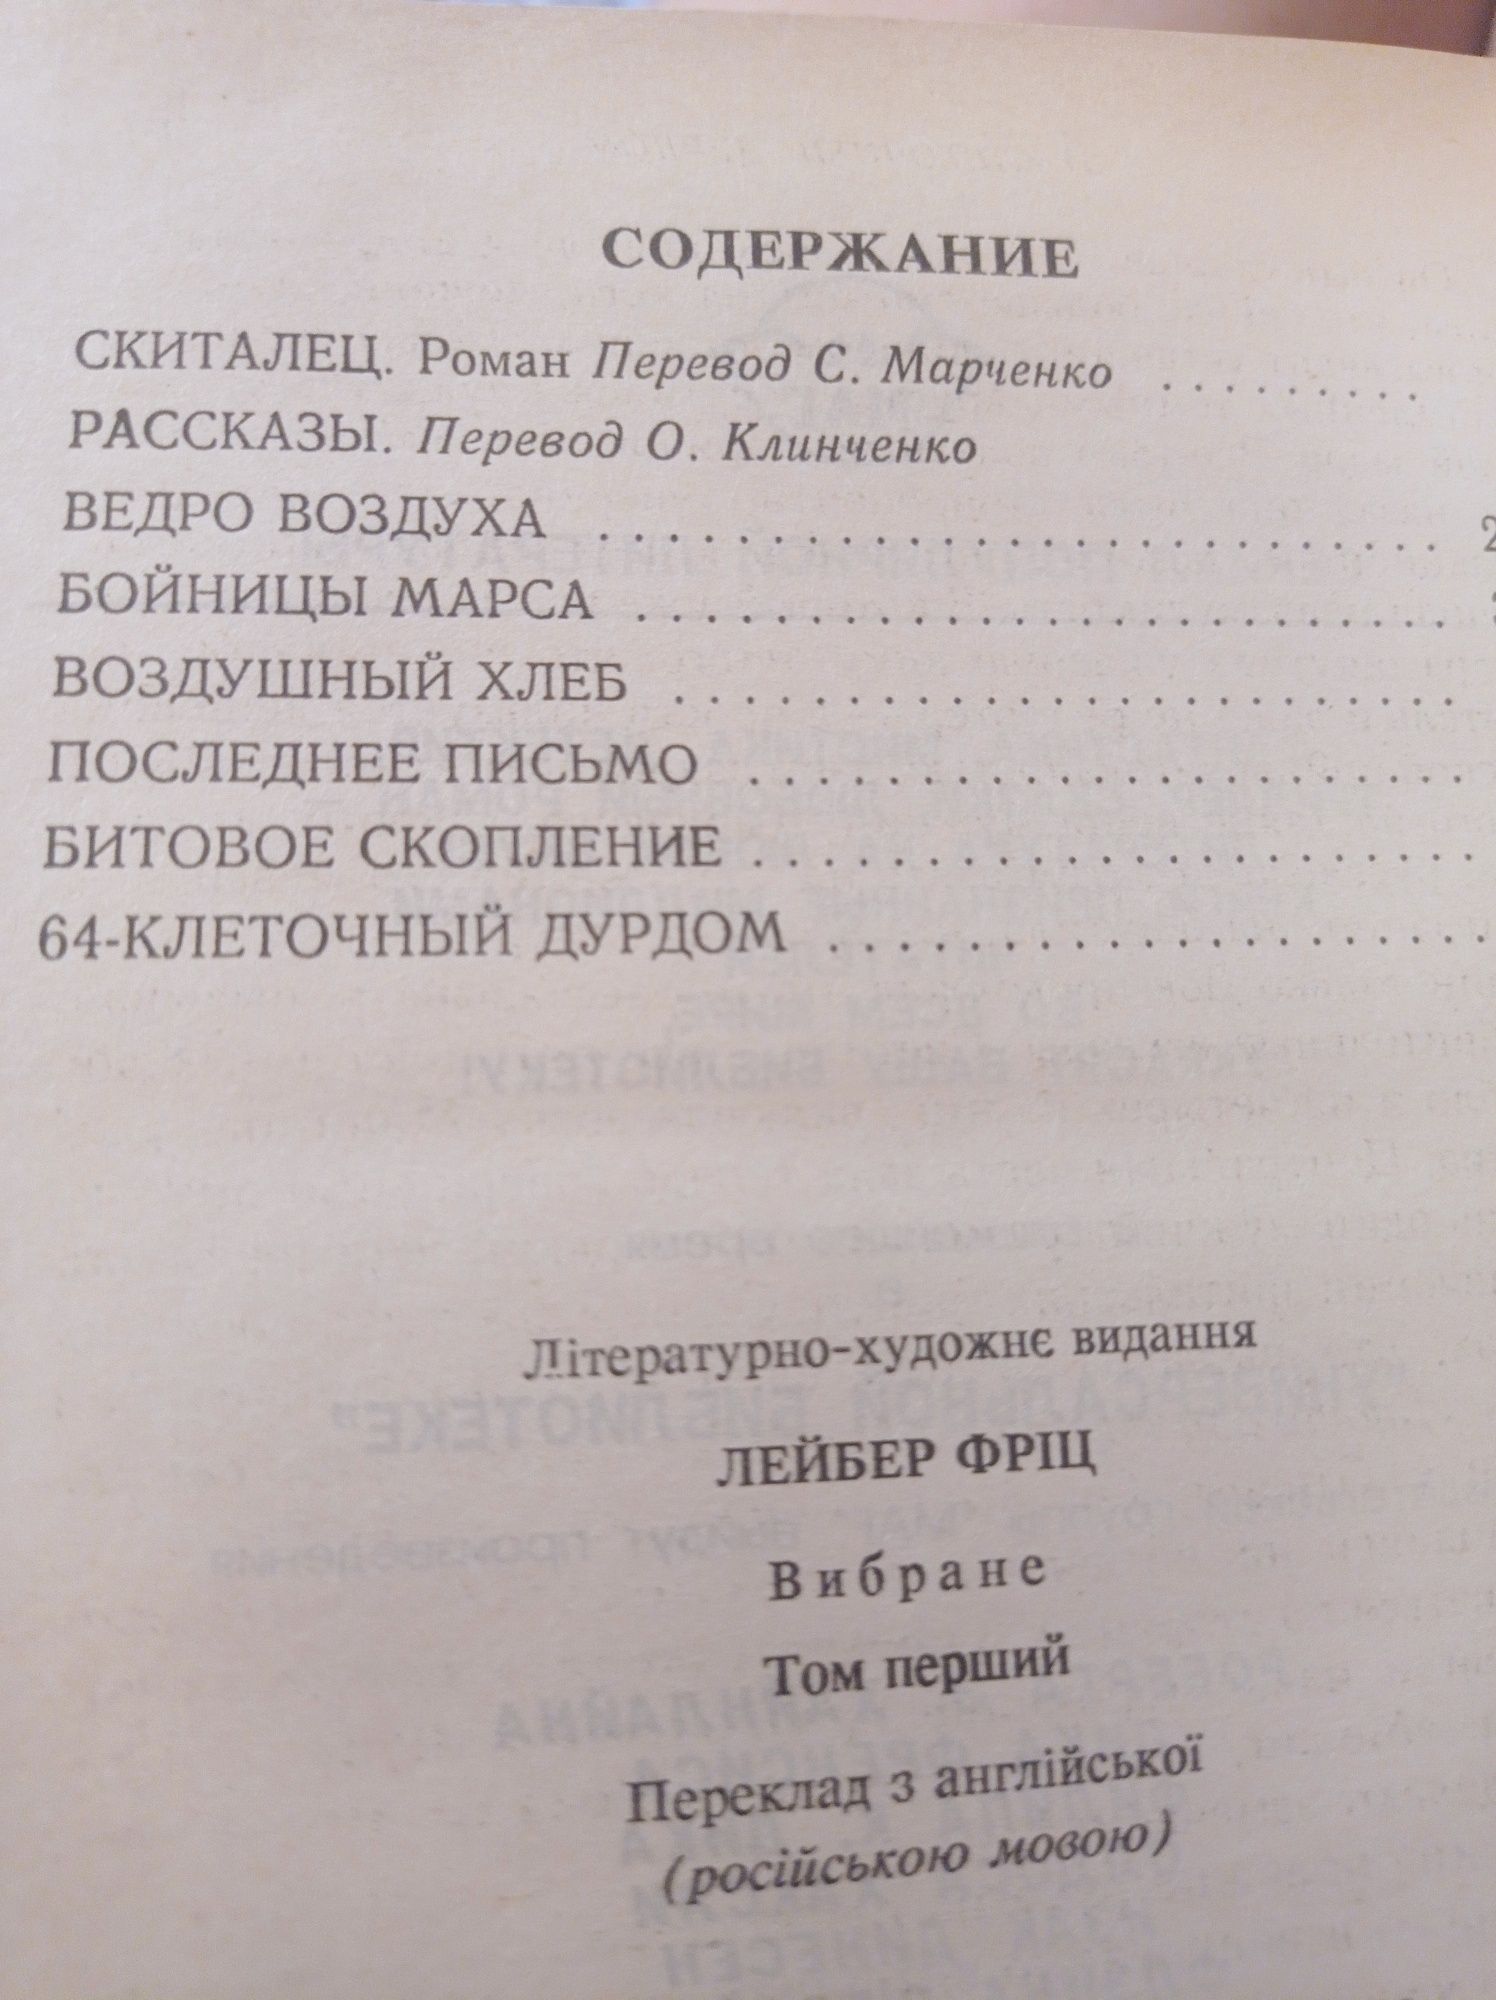 СОДЕРЖАНИЕ
СКИТАЛЕЦ. Роман Перевод С. Марченко . . . . . . . . . .
РАССКАЗЫ. Перевод О. Клинченко
ВЕДРО ВОЗДУХА . . . . . . . . . . . . . . . . . . . . . . . . . 2
БОЙНИЦЫ МАРСА . . . . . . . . . . . . . . . . . . . . . . . .
ВОЗДУШНЫЙ ХЛЕБ . . . . . . . . . . . . . . . . . . . . . . .
ПОСЛЕДНЕЕ ПИСЬМО . . . . . . . . . . . . . . . . . . . . .
БИТОВОЕ СКОПЛЕНИЕ . . . . . . . . . . . . . . . . . . . . .
64-КЛЕТОЧНЫЙ ДУРДОМ . . . . . . . . . . . . . . . . . . .
Літературно-художнє видання
ЛЕЙБЕР ФРІЦ
Вибране
Том перший
Переклад з англійської
(російською мовою)